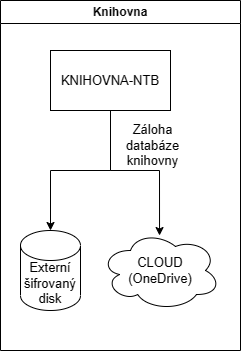 Knihovna
KNIHOVNA-NTB
Záloha
databáze
knihovny
Externí
šifrovaný
disk
CLOUD
(OneDrive)